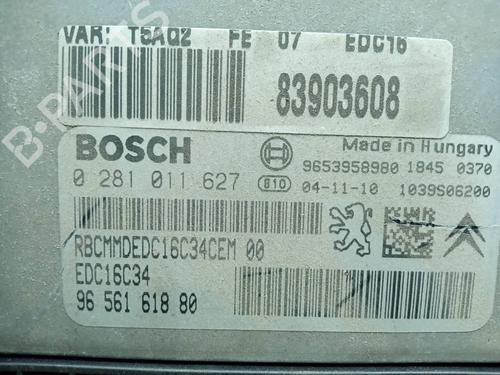 VAR: T5AQ2 FE 07 EDC16
83903608
BOSCH
Made in Hungary
9653958980 1845 0370
0 281 011 627 810 04-11-10 1039S06200
RBCMMDEDC16C34CEM 00
EDC16C34
96 561 618 80
B-PARTS